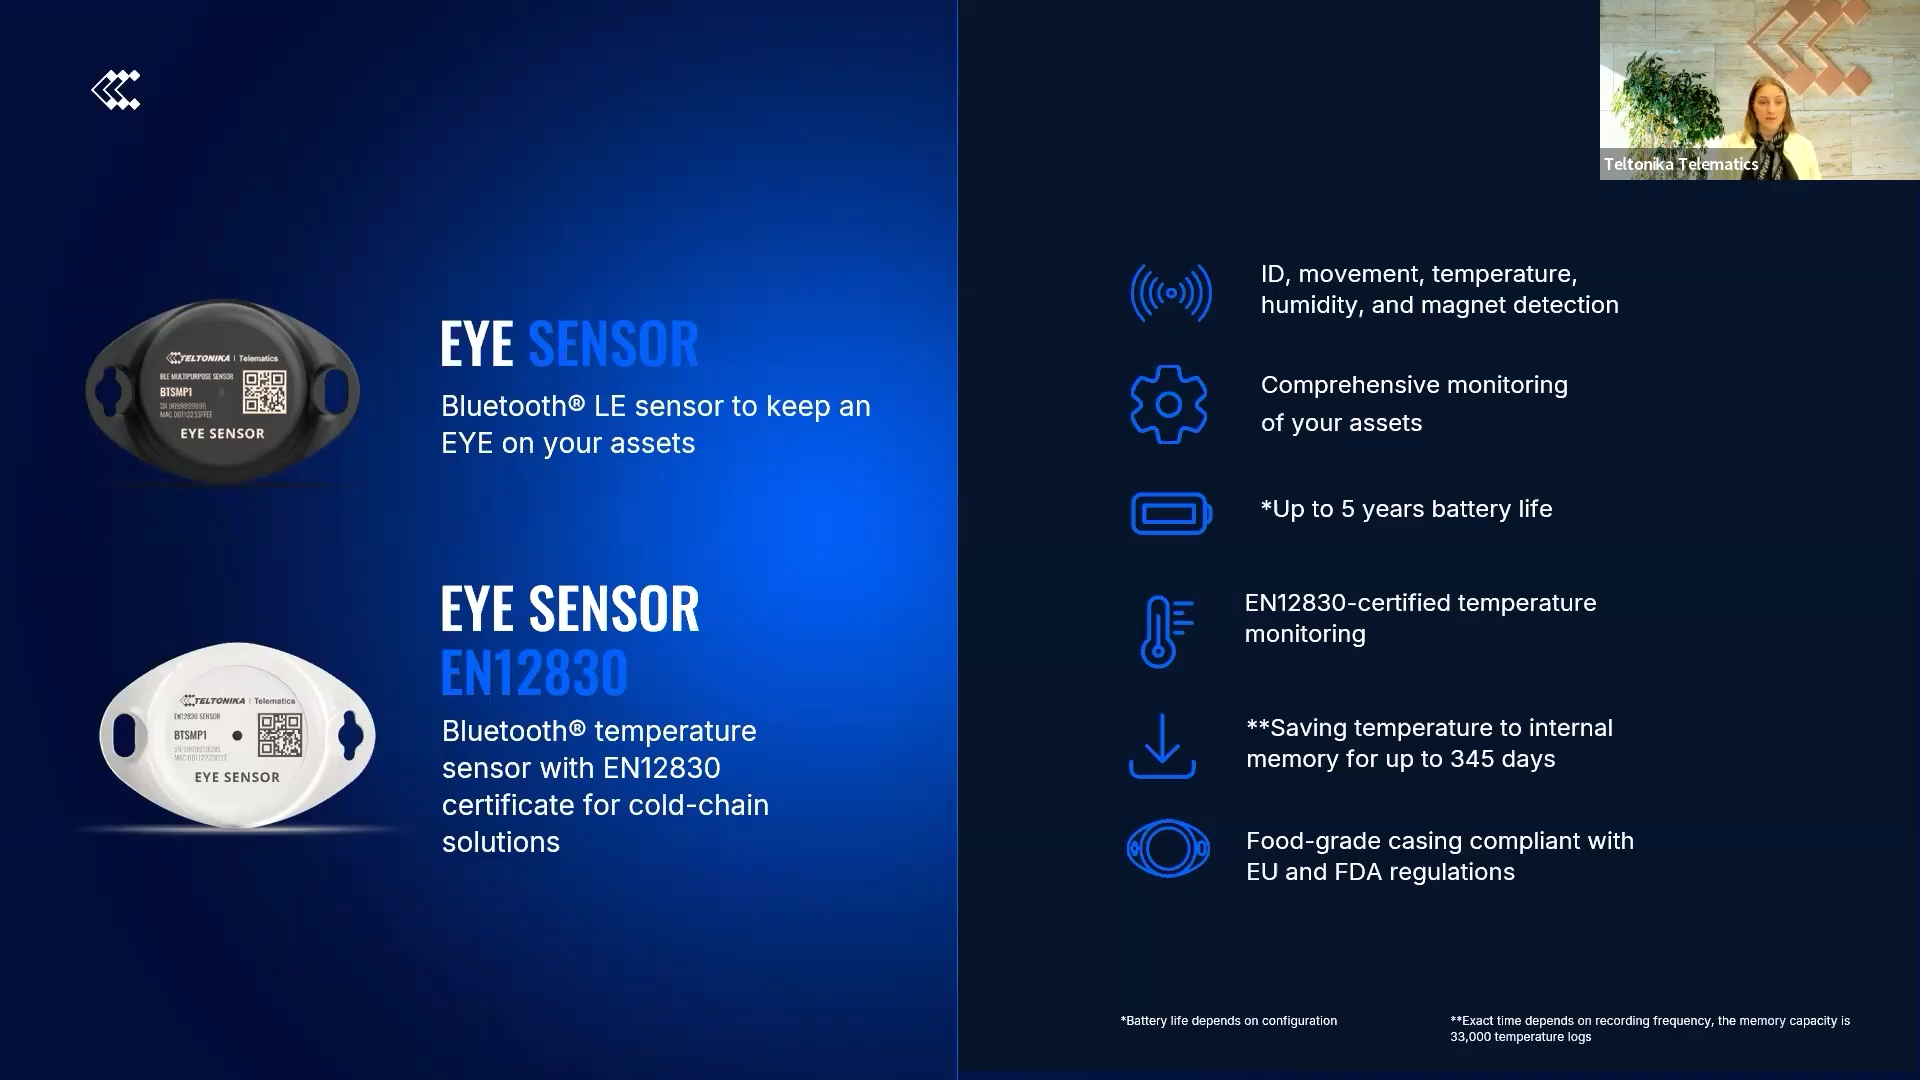 Teltonika Telematics
TELTONIKA | Telematics
BLE MULTIPURPOSE SENSOR
BTSMP1
EYE SENSOR
EYE SENSOR
Bluetooth® LE sensor to keep an
EYE on your assets
TELTONIKA | Telematics
EN12830 SENSOR
BTSMP1
EYE SENSOR
EYE SENSOR
EN12830
Bluetooth® temperature
sensor with EN12830
certificate for cold-chain
solutions
ID, movement, temperature,
humidity, and magnet detection
Comprehensive monitoring
of your assets
*Up to 5 years battery life
EN12830-certified temperature
monitoring
**Saving temperature to internal
memory for up to 345 days
Food-grade casing compliant with
EU and FDA regulations
*Battery life depends on configuration
**Exact time depends on recording frequency, the memory capacity is
33,000 temperature logs